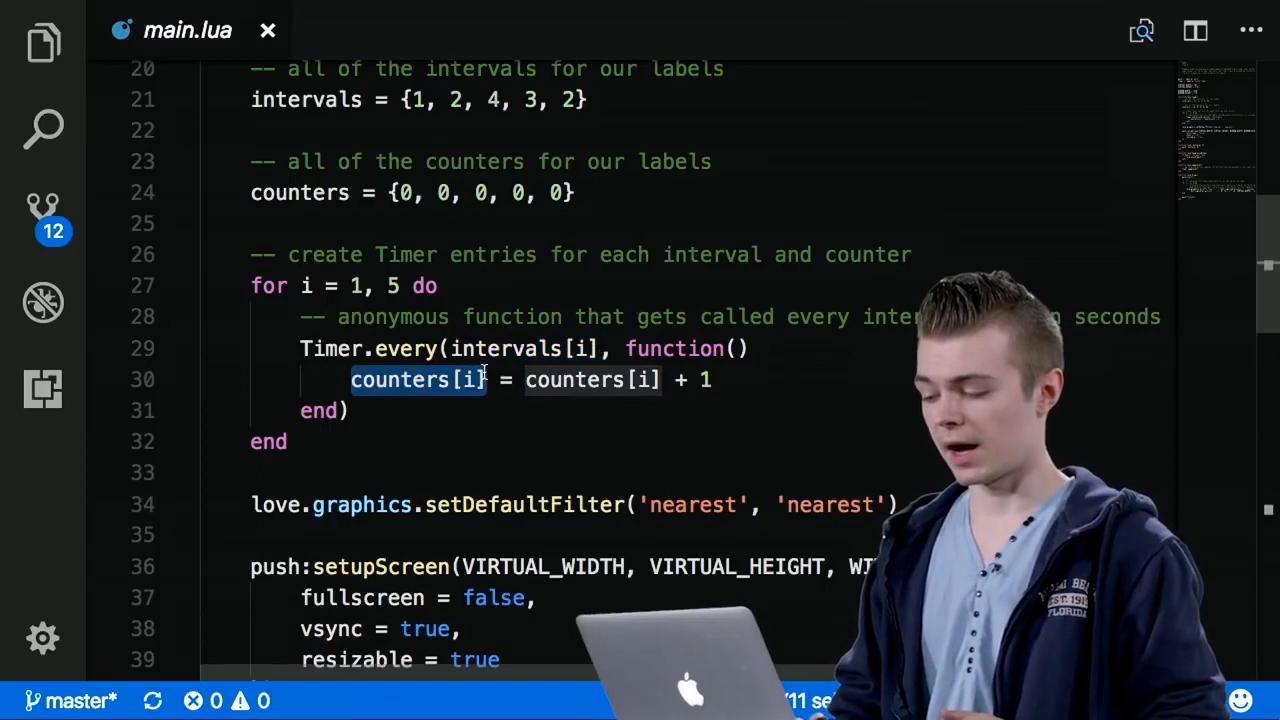 main.lua
20 -- all of the intervals for our labels
21 intervals = {1, 2, 4, 3, 2}
22
23 -- all of the counters for our labels
24 counters = {0, 0, 0, 0, 0}
25
26 -- create Timer entries for each interval and counter
27 for i = 1, 5 do
28 -- anonymous function that gets called every inte seconds
29 Timer.every(intervals[i], function()
30 counters[i] = counters[i] + 1
31 end)
32 end
33
34 love.graphics.setDefaultFilter('nearest', 'nearest')
35
36 push:setupScreen(VIRTUAL_WIDTH, VIRTUAL_HEIGHT,
37 fullscreen = false,
38 vsync = true,
39 resizable = true
12
master* 0 0
EST. 19
FLORIDA